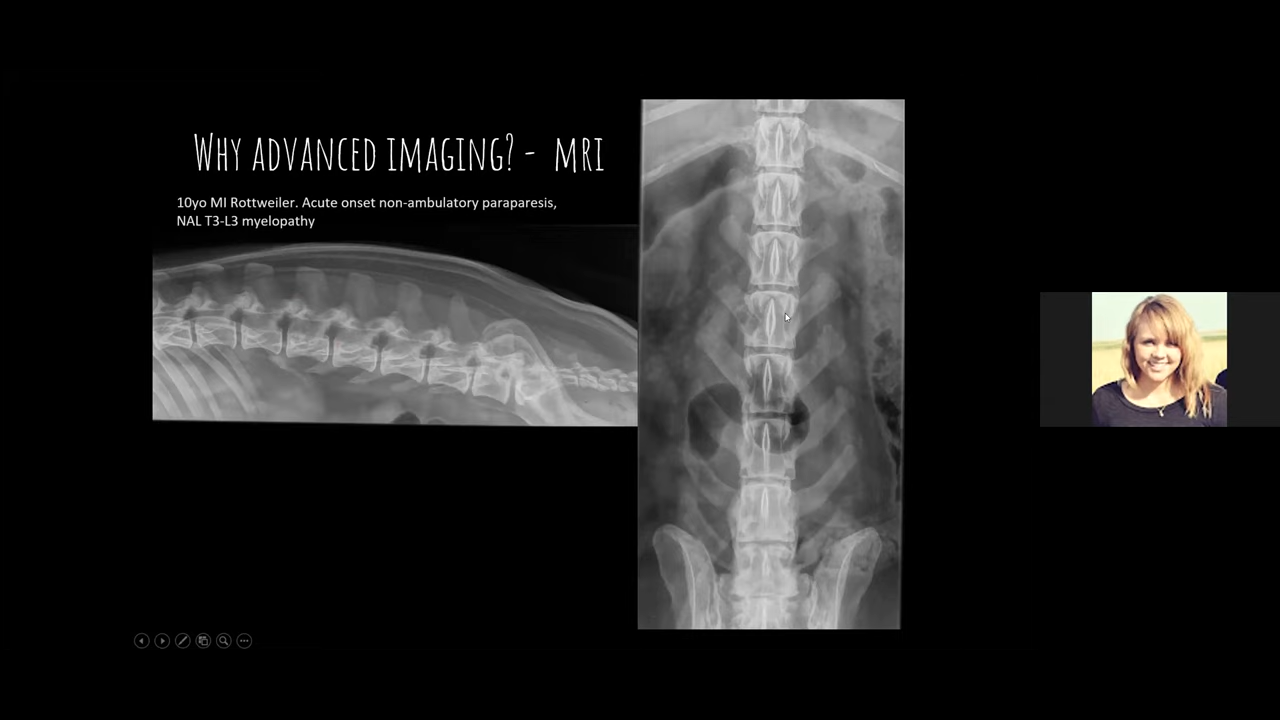 WHY ADVANCED IMAGING? - MRI
10yo MI Rottweiler. Acute onset non-ambulatory paraparesis,
NAL T3-L3 myelopathy